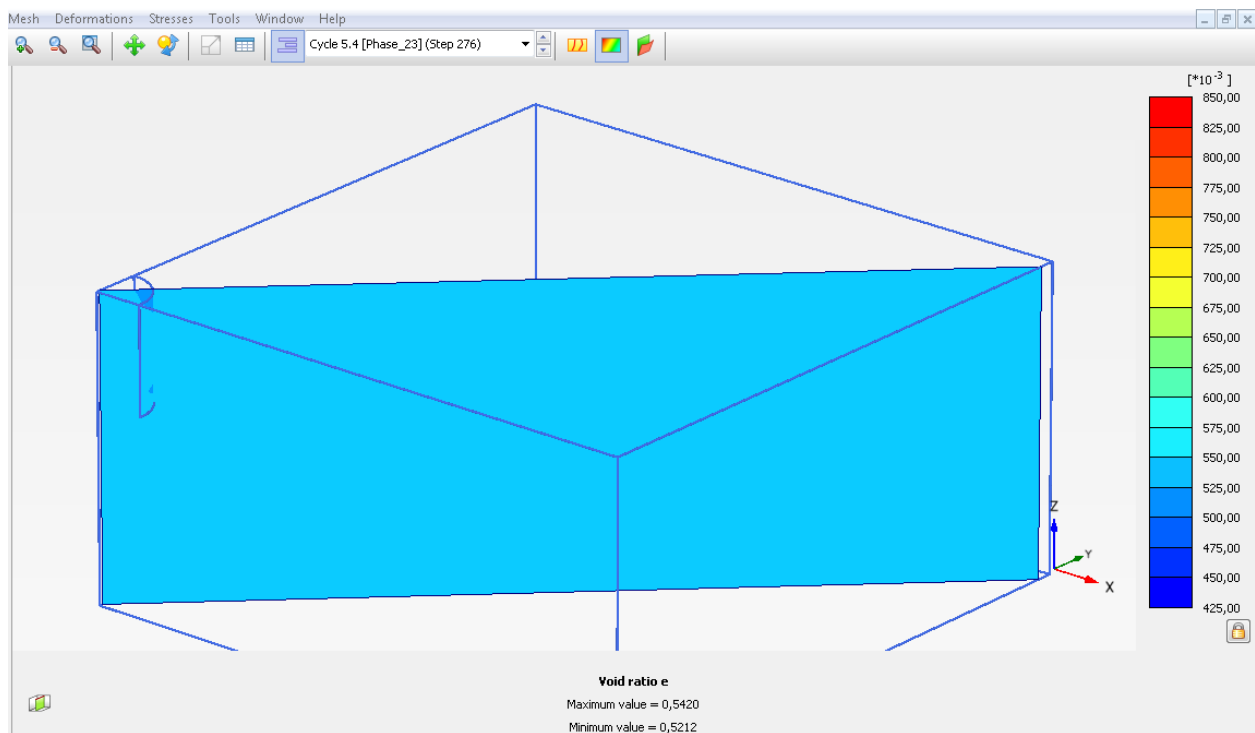 Mesh Deformations Stresses Tools Window Help
Cycle 5.4 [Phase_23] (Step 276)
[*10-3 ]
850,00
825,00
800,00
775,00
750,00
725,00
700,00
675,00
650,00
625,00
600,00
575,00
550,00
525,00
500,00
475,00
450,00
425,00
Z
Y
X
Void ratio e
Maximum value = 0,5420
Minimum value = 0,5212